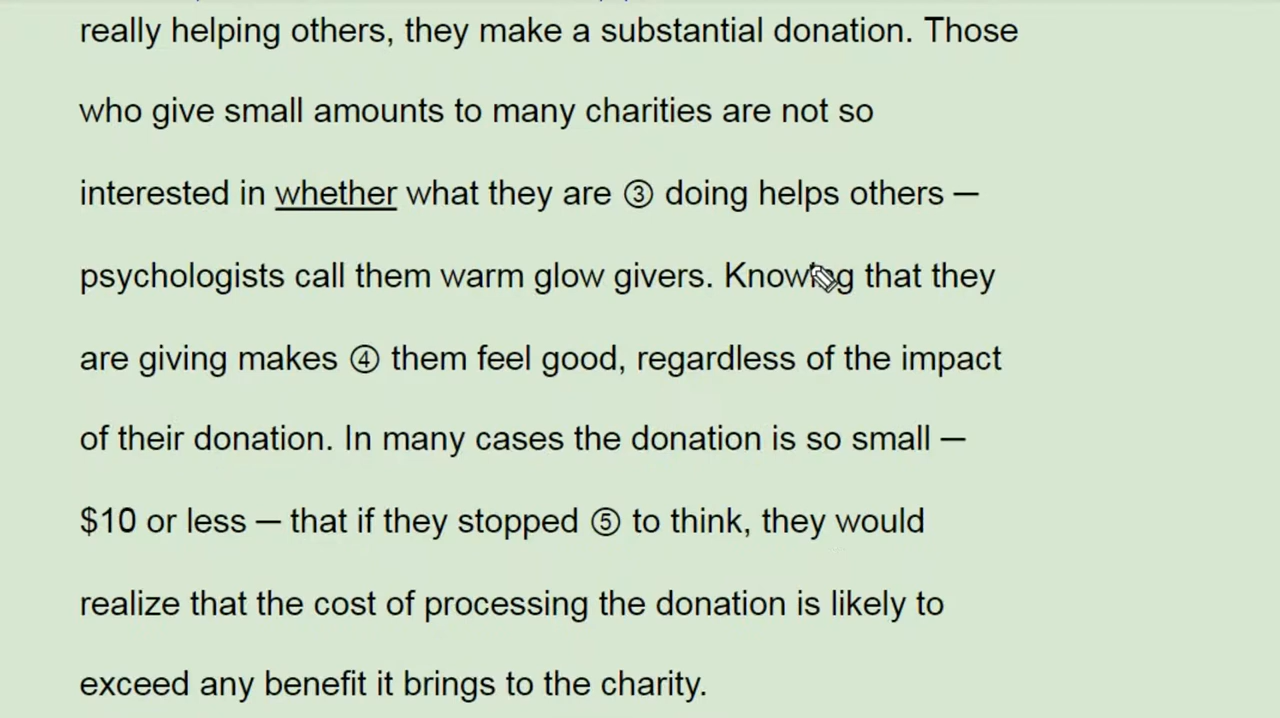 really helping others, they make a substantial donation. Those
who give small amounts to many charities are not so
interested in whether what they are ③ doing helps others —
psychologists call them warm glow givers. Knowing that they
are giving makes ④ them feel good, regardless of the impact
of their donation. In many cases the donation is so small —
$10 or less — that if they stopped ⑤ to think, they would
realize that the cost of processing the donation is likely to
exceed any benefit it brings to the charity.